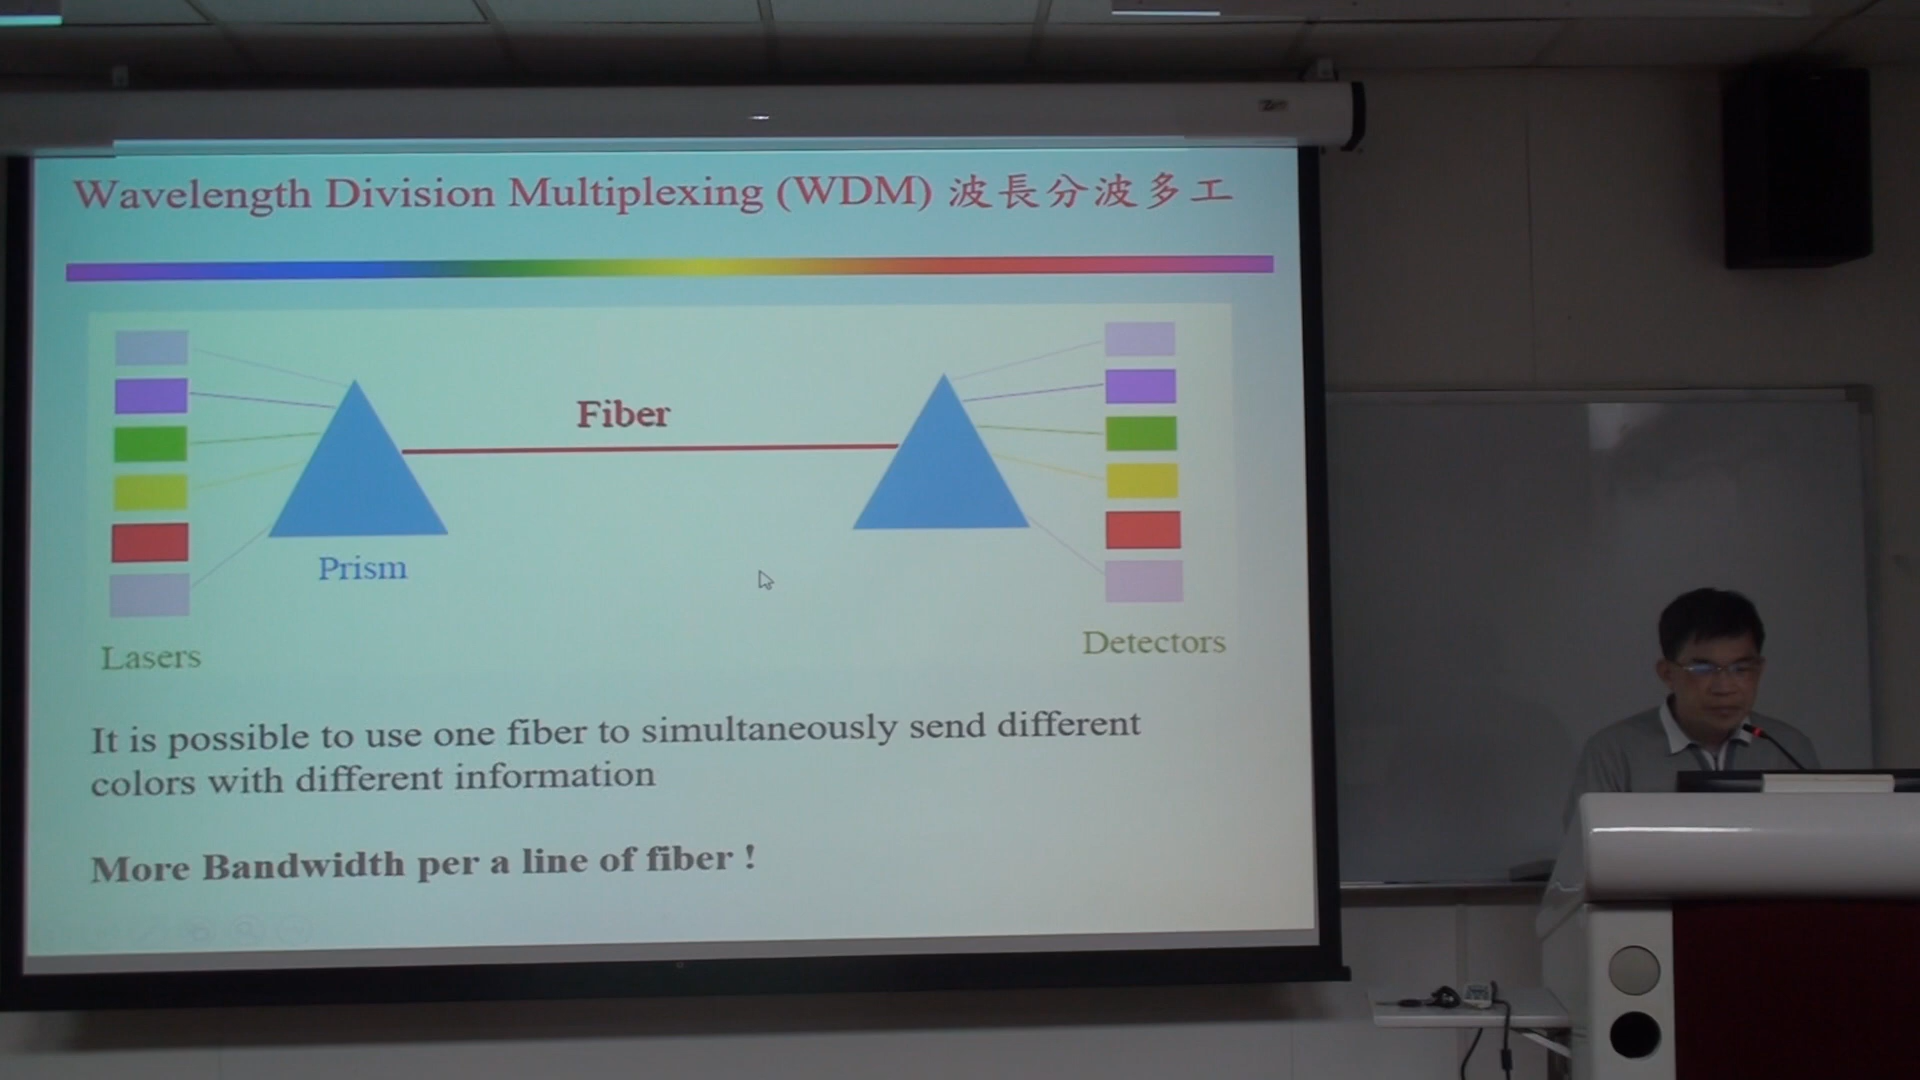 Wavelength Division Multiplexing (WDM) 波長分波多工
Fiber
Prism
Lasers
Detectors
It is possible to use one fiber to simultaneously send different
colors with different information
More Bandwidth per a line of fiber !